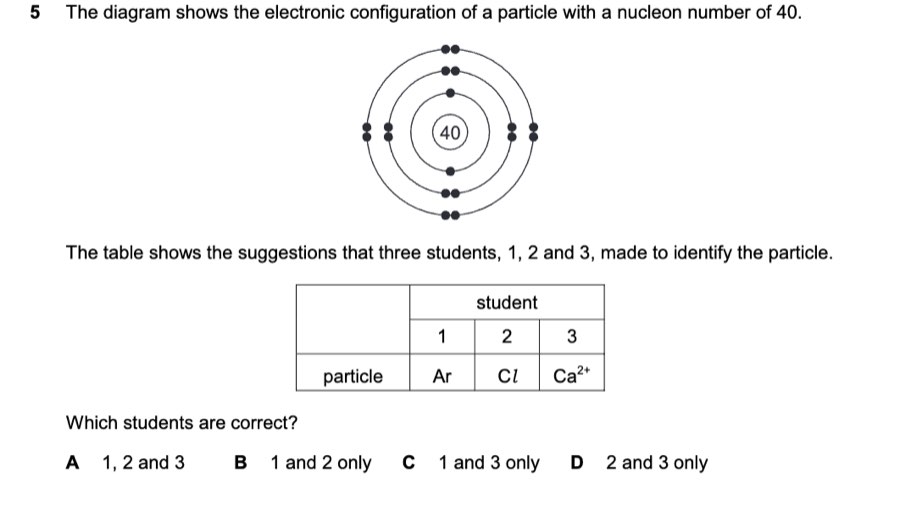 5 The diagram shows the electronic configuration of a particle with a nucleon number of 40.
40
The table shows the suggestions that three students, 1, 2 and 3, made to identify the particle.
student
1 2 3
particle Ar Cl Ca²⁺
Which students are correct?
A 1, 2 and 3 B 1 and 2 only C 1 and 3 only D 2 and 3 only